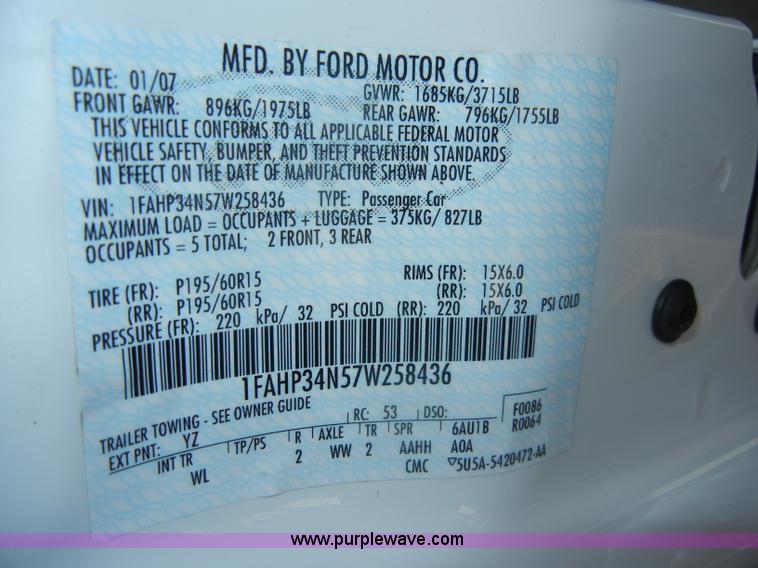 MFD. BY FORD MOTOR CO.
DATE: 01/07 GVWR: 1685KG/3715LB
FRONT GAWR: 896KG/1975LB REAR GAWR: 796KG/1755LB
THIS VEHICLE CONFORMS TO ALL APPLICABLE FEDERAL MOTOR
VEHICLE SAFETY, BUMPER, AND THEFT PREVENTION STANDARDS
IN EFFECT ON THE DATE OF MANUFACTURE SHOWN ABOVE.
VIN: 1FAHP34N57W258436 TYPE: Passenger Car
MAXIMUM LOAD = OCCUPANTS + LUGGAGE = 375KG/ 827LB
OCCUPANTS = 5 TOTAL; 2 FRONT, 3 REAR
TIRE (FR): P195/60R15 RIMS (FR): 15X6.0
(RR): P195/60R15 (RR): 15X6.0
PRESSURE (FR): 220 kPa/ 32 PSI COLD (RR): 220 kPa/ 32 PSI COLD
1FAHP34N57W258436
TRAILER TOWING - SEE OWNER GUIDE RC: 53 DSO: F0086
EXT PNT: YZ TP/PS R AXLE TR SPR 6AU1B R0064
INT TR 2 WW 2 AAHH A0A
WL CMC 5U5A-5420472-AA
www.purplewave.com